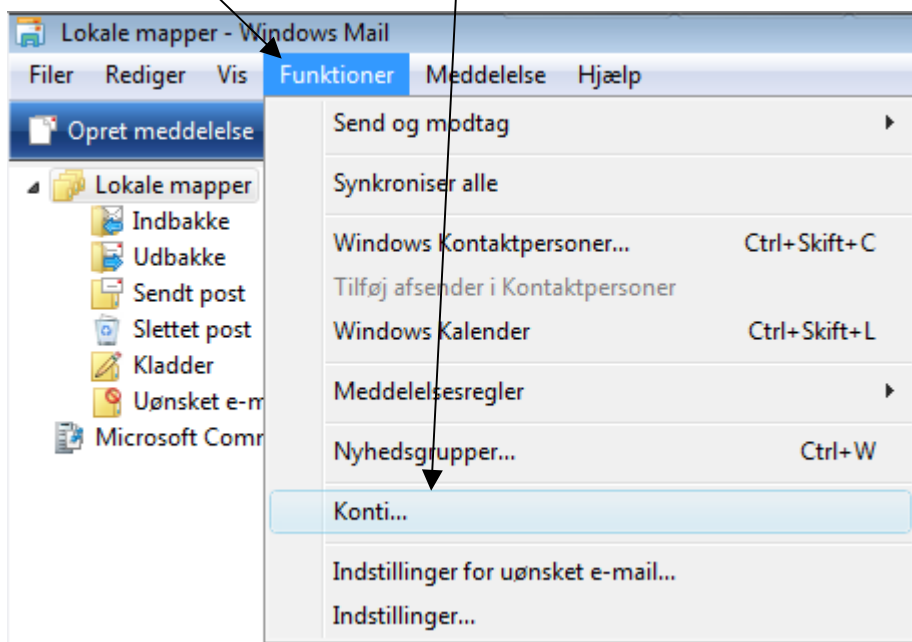 Lokale mapper - Windows Mail
Filer Rediger Vis Funktioner Meddelelse Hjælp
Opret meddelelse
Lokale mapper
Indbakke
Udbakke
Sendt post
Slettet post
Kladder
Uønsket e-m
Microsoft Comr
Send og modtag
Synkroniser alle
Windows Kontaktpersoner... Ctrl+Skift+C
Tilføj afsender i Kontaktpersoner
Windows Kalender Ctrl+Skift+L
Meddelelsesregler
Nyhedsgrupper... Ctrl+W
Konti...
Indstillinger for uønsket e-mail...
Indstillinger...